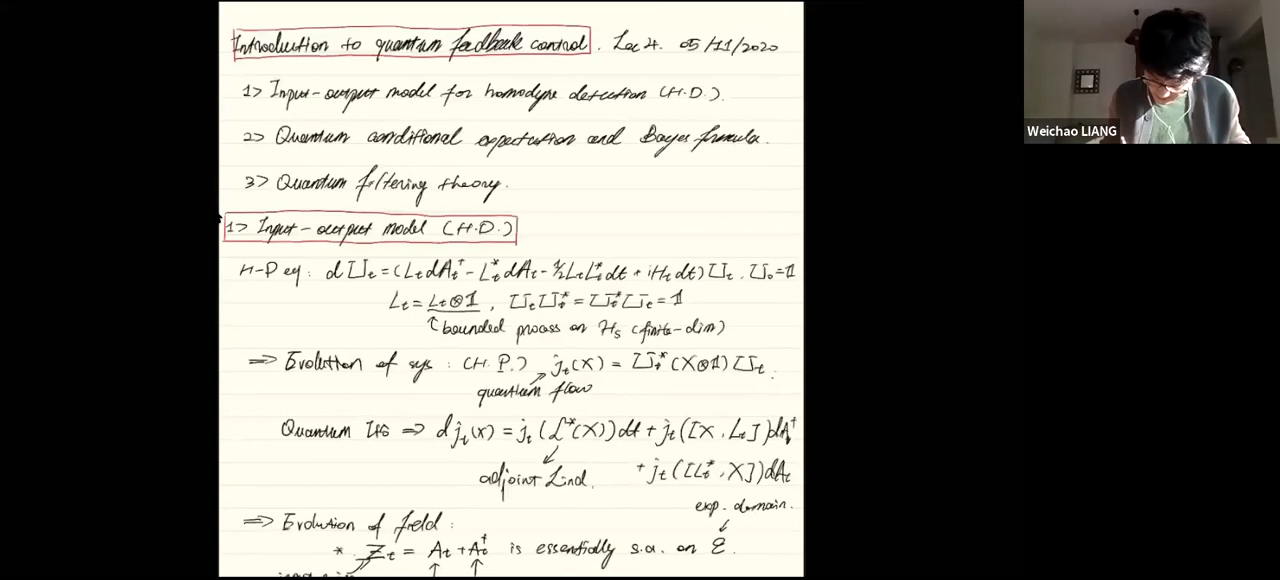 Introduction to quantum feedback control. Lec 4. 05/11/2020
1> Input-output model for homodyne detection (H.D.).
2> Quantum conditional expectation and Bayes formula.
3> Quantum filtering theory.
1> Input-output model (H.D.)
H-P eq: dU_t = (L_t dA_t^† - L_t^* dA_t - ½ L_t L_t^* dt + iH_t dt) U_t, U_0 = 𝟙
L_t = L_t ⊗ 𝟙, U_t U_t^* = U_t^* U_t = 𝟙
↑ bounded process on H_S (finite-dim)
⇒ Evolution of sys: (H.P.) j_t(X) = U_t^* (X⊗𝟙) U_t.
quantum flow
Quantum Itô ⇒ dj_t(x) = j_t(ℒ^*(X))dt + j_t([X, L_t])dA_t^†
adjoint Lind. + j_t([L_t^*, X])dA_t
exp. domain.
⇒ Evolution of field:
* Z_t = A_t + A_t^† is essentially s.a. on ℰ.
Weichao LIANG